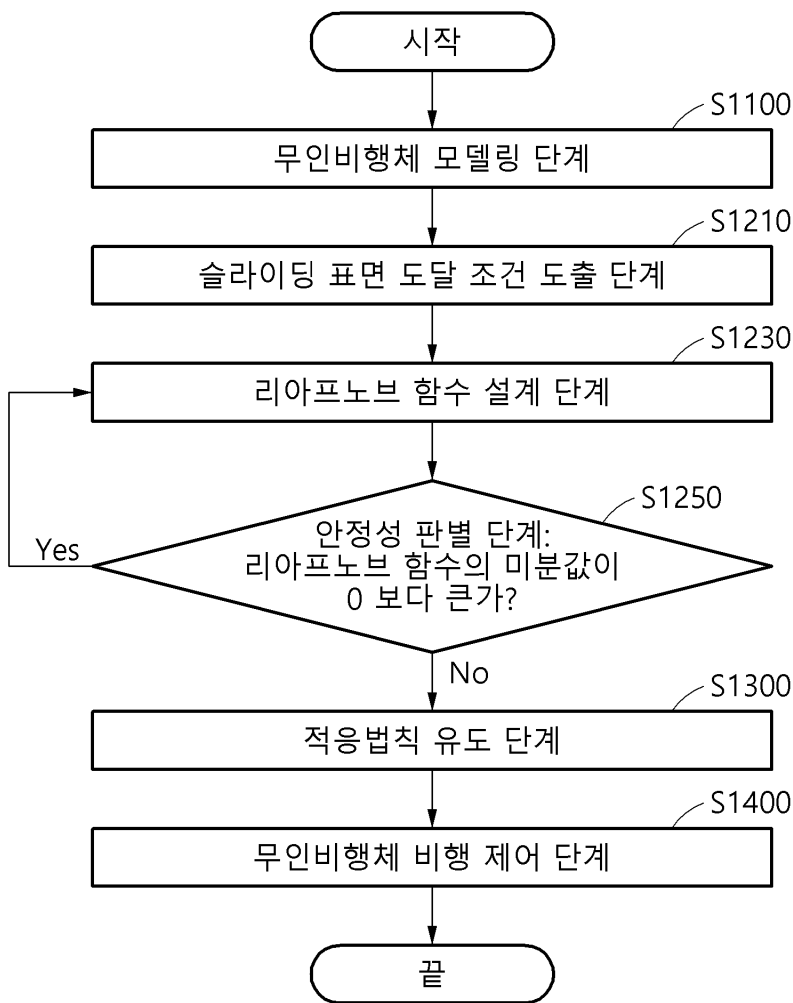 시작
S1100
무인비행체 모델링 단계
S1210
슬라이딩 표면 도달 조건 도출 단계
S1230
리아프노브 함수 설계 단계
S1250
안정성 판별 단계:
리아프노브 함수의 미분값이
0 보다 큰가?
Yes
No
S1300
적응법칙 유도 단계
S1400
무인비행체 비행 제어 단계
끝